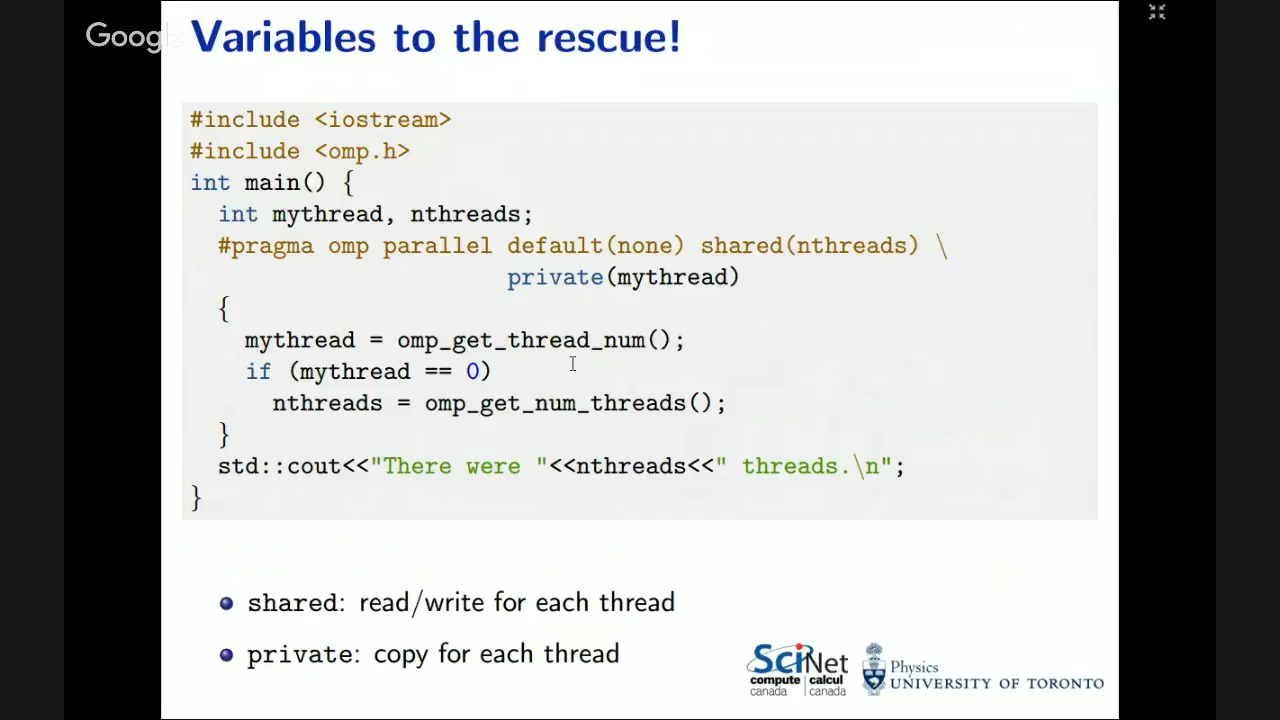 Google
Variables to the rescue!
#include <iostream>
#include <omp.h>
int main() {
  int mythread, nthreads;
  #pragma omp parallel default(none) shared(nthreads) \
                       private(mythread)
  {
    mythread = omp_get_thread_num();
    if (mythread == 0)
      nthreads = omp_get_num_threads();
  }
  std::cout<<"There were "<<nthreads<<" threads.\n";
}
shared: read/write for each thread
private: copy for each thread
SciNet
compute | calcul
canada | canada
Physics
UNIVERSITY OF TORONTO